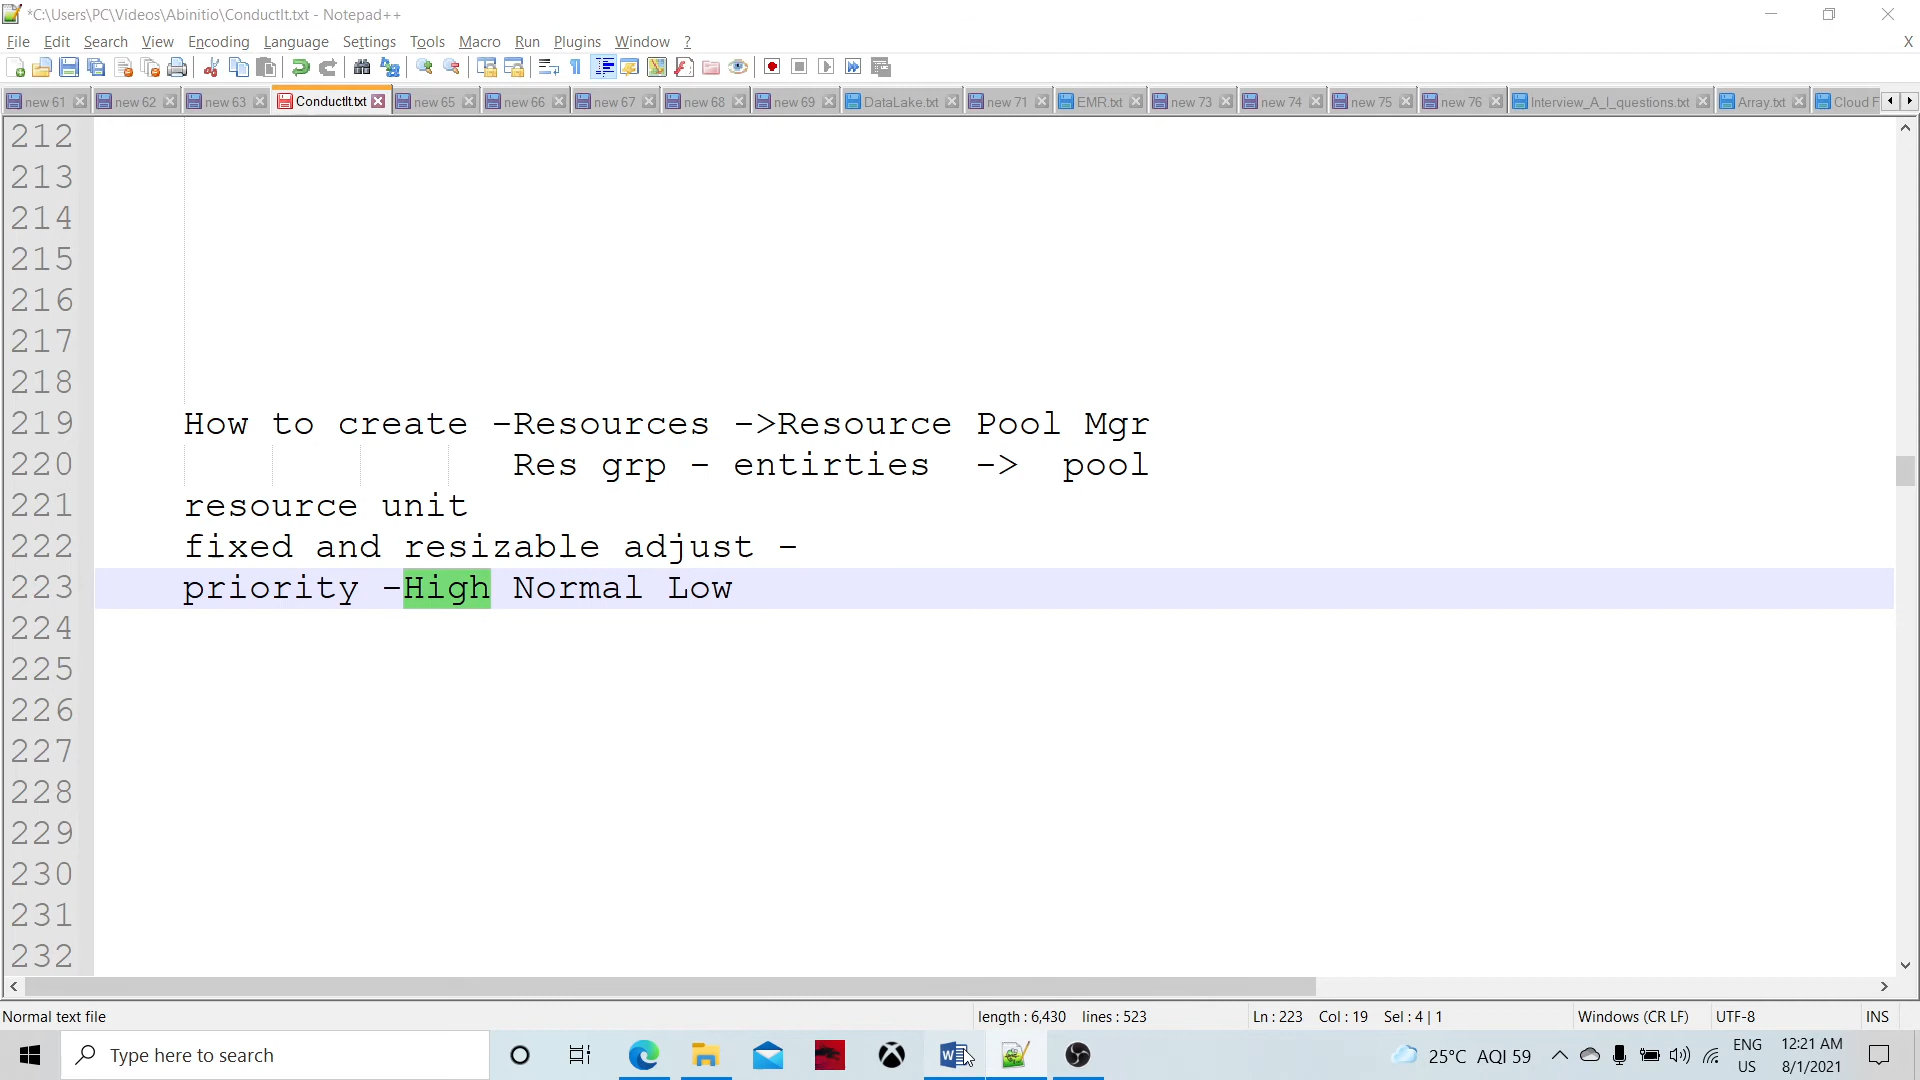 *C:\Users\PC\Videos\Abinitio\ConductIt.txt - Notepad++
File Edit Search View Encoding Language Settings Tools Macro Run Plugins Window ? X
new 61 new 62 new 63 ConductIt.txt new 65 new 66 new 67 new 68 new 69 DataLake.txt new 71 EMR.txt new 73 new 74 new 75 new 76 Interview_A_I_questions.txt Array.txt Cloud F
212
213
214
215
216
217
218
219 How to create -Resources ->Resource Pool Mgr
220 Res grp - entirties -> pool
221 resource unit
222 fixed and resizable adjust -
223 priority -High Normal Low
224
225
226
227
228
229
230
231
232
Normal text file length : 6,430 lines : 523 Ln : 223 Col : 19 Sel : 4 | 1 Windows (CR LF) UTF-8 INS
Type here to search 25°C AQI 59 ENG US 12:21 AM 8/1/2021